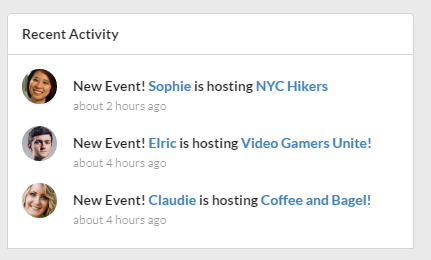 Recent Activity
New Event! Sophie is hosting NYC Hikers
about 2 hours ago
New Event! Elric is hosting Video Gamers Unite!
about 4 hours ago
New Event! Claudie is hosting Coffee and Bagel!
about 4 hours ago